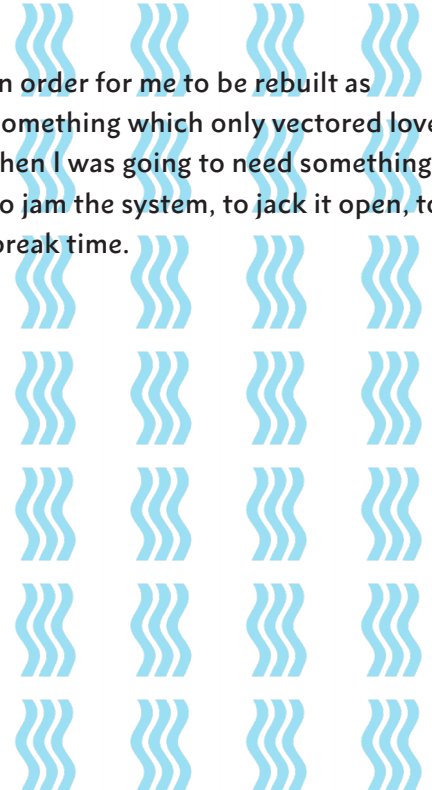 n order for me to be rebuilt as
omething which only vectored love
hen I was going to need something
o jam the system, to jack it open, to
break time.